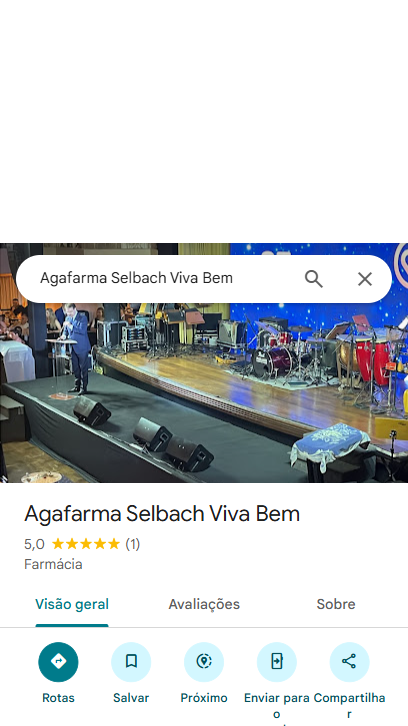 Agafarma Selbach Viva Bem
Agafarma Selbach Viva Bem
5,0 (1)
Farmácia
Visão geral Avaliações Sobre
Rotas Salvar Próximo Enviar para o Compartilhar